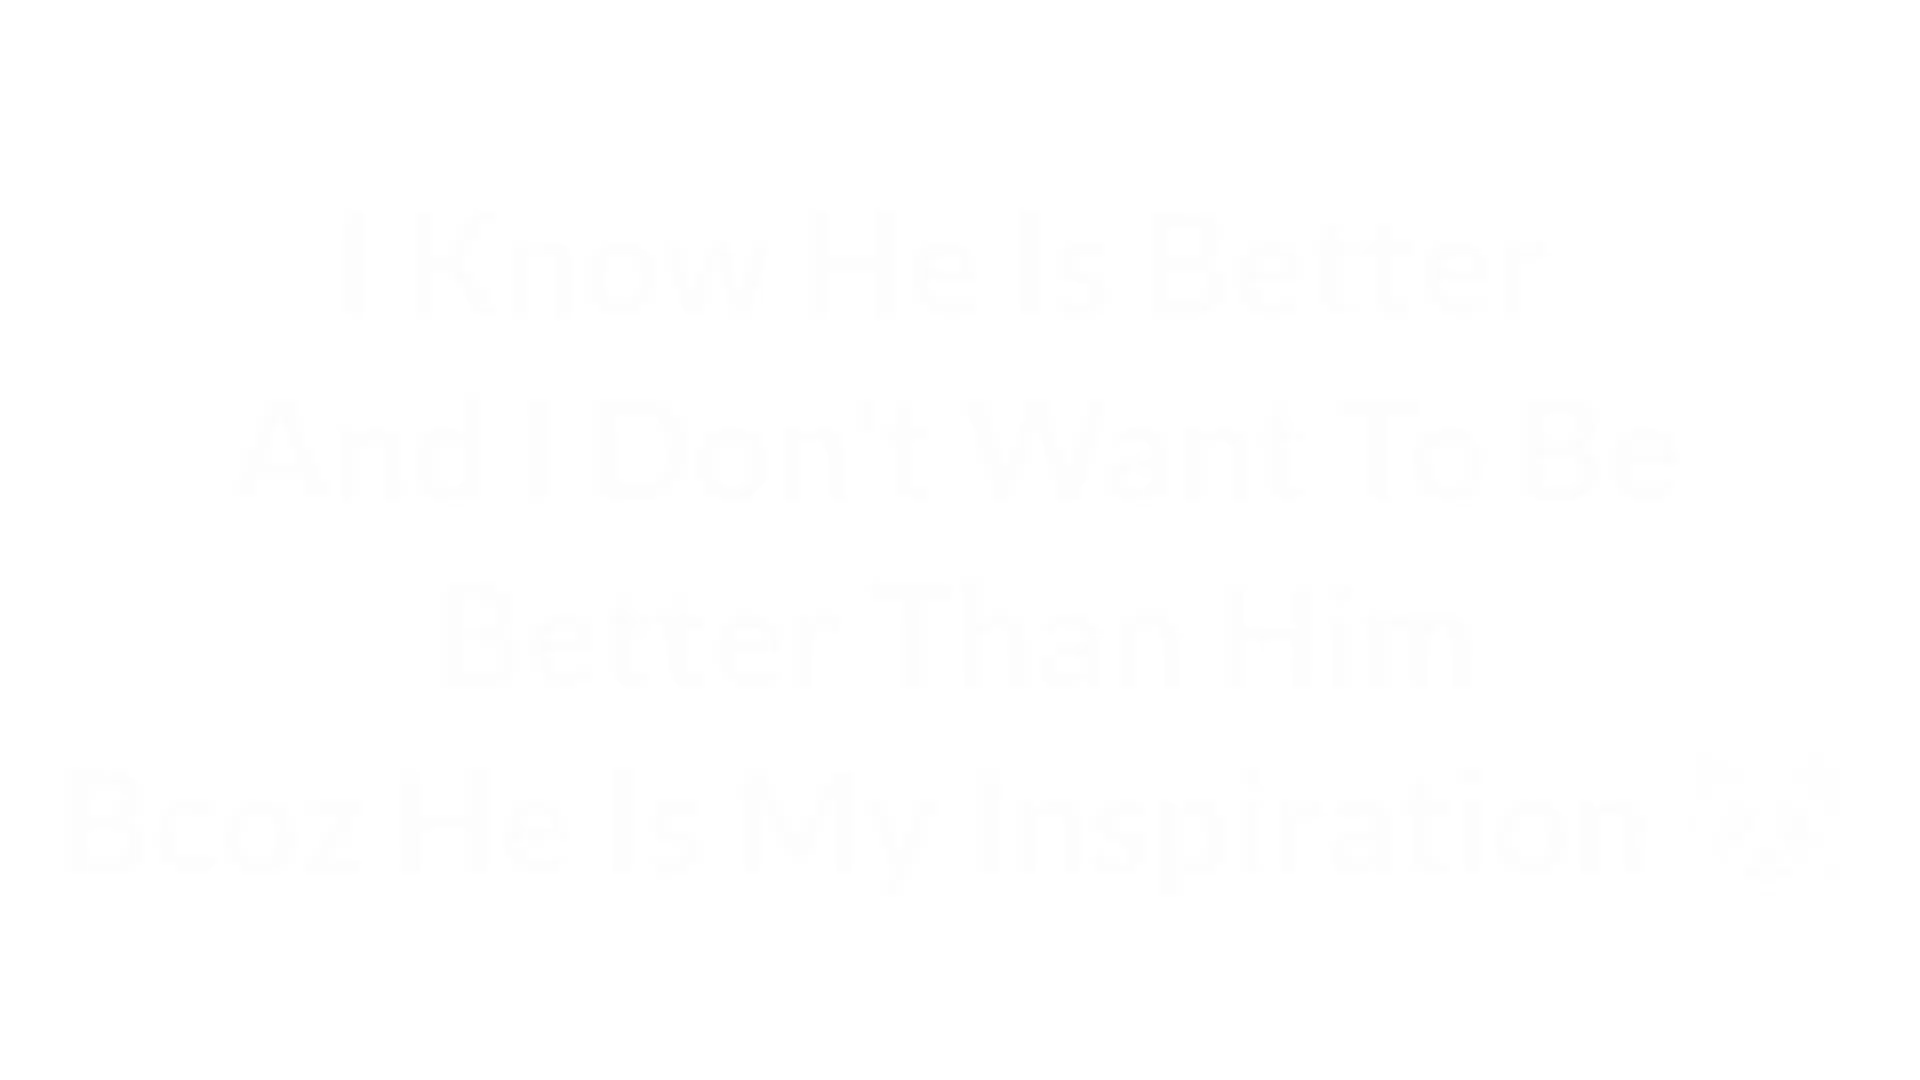 I Know He Is Better
And I Don't Want To Be
Better Than Him
Bcoz He Is My Inspiration